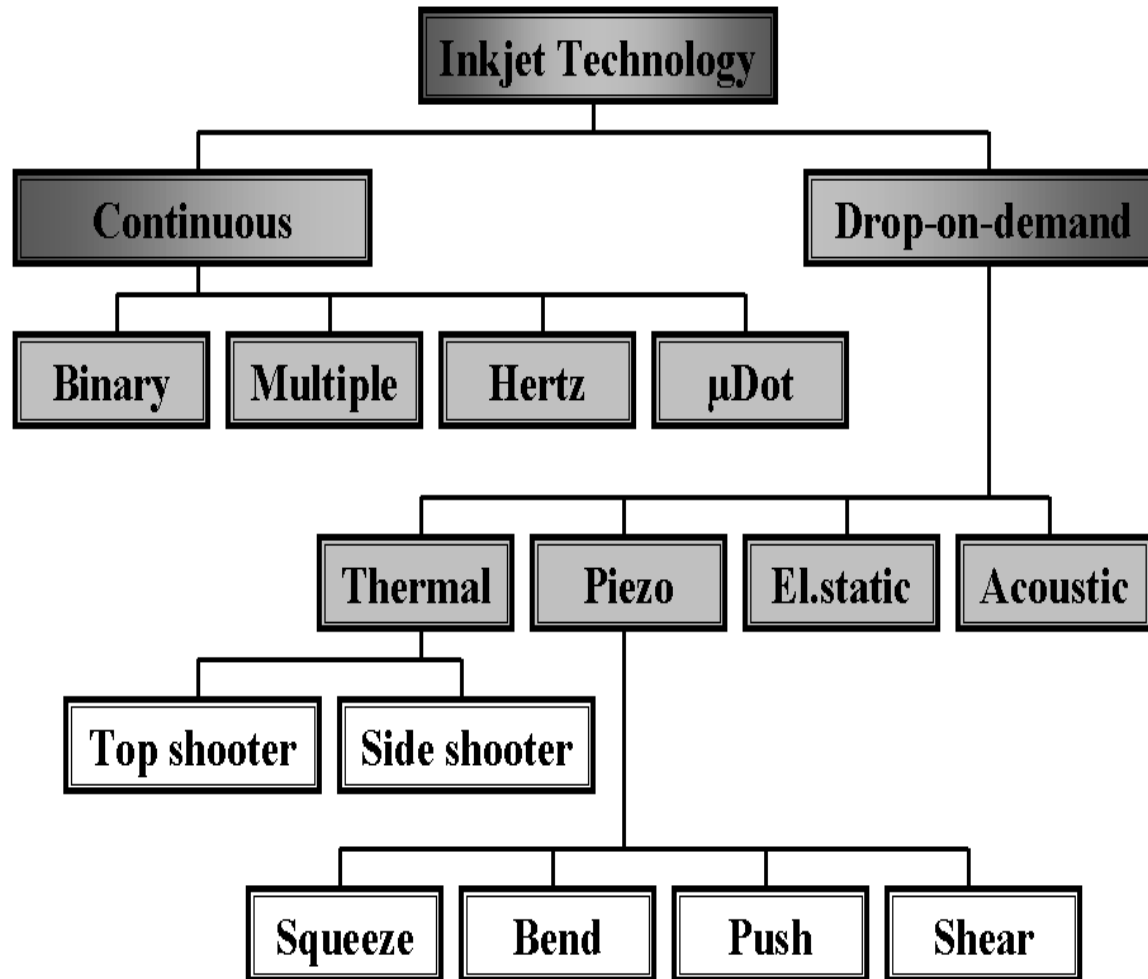 Inkjet Technology
Continuous
Drop-on-demand
Binary
Multiple
Hertz
μDot
Thermal
Piezo
El.static
Acoustic
Top shooter
Side shooter
Squeeze
Bend
Push
Shear